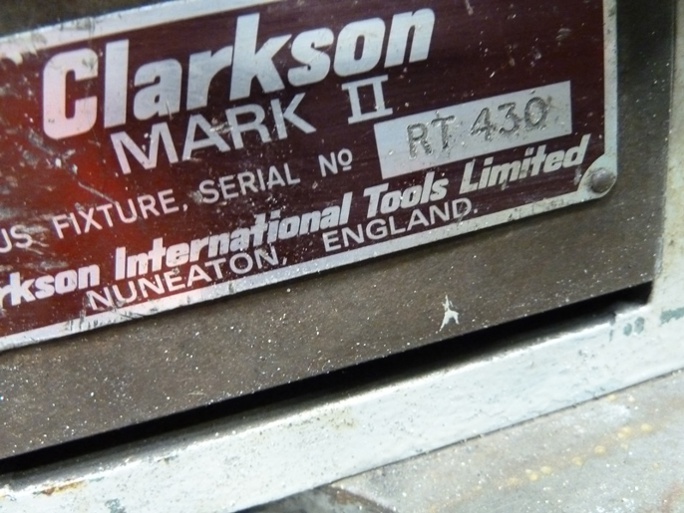 Clarkson
MARK II
US FIXTURE, SERIAL Nº RT 430
rkson International Tools Limited
NUNEATON, ENGLAND.